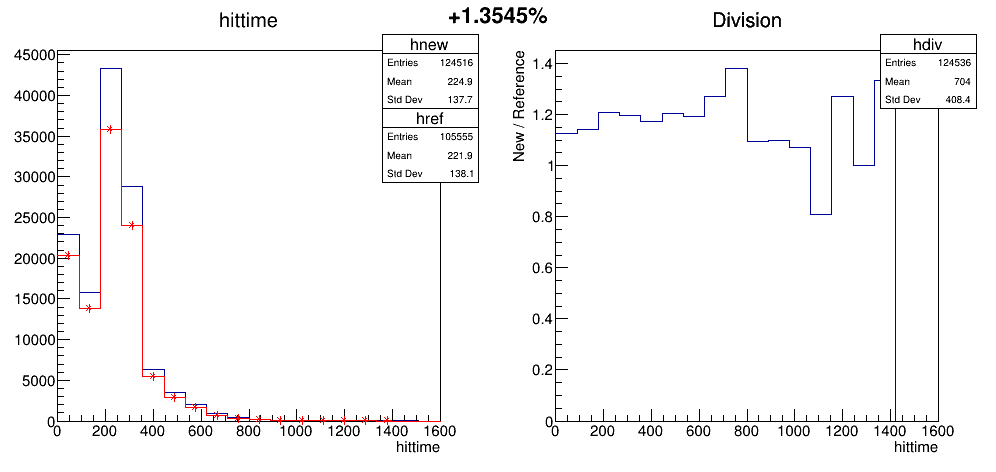 +1.3545%
hittime
hnew
Entries 124516
Mean 224.9
Std Dev 137.7
href
Entries 105555
Mean 221.9
Std Dev 138.1
45000
40000
35000
30000
25000
20000
15000
10000
5000
0
0 200 400 600 800 1000 1200 1400 1600
hittime
Division
hdiv
Entries 124536
Mean 704
Std Dev 408.4
New / Reference
1.4
1.2
1
0.8
0.6
0.4
0.2
0
0 200 400 600 800 1000 1200 1400 1600
hittime